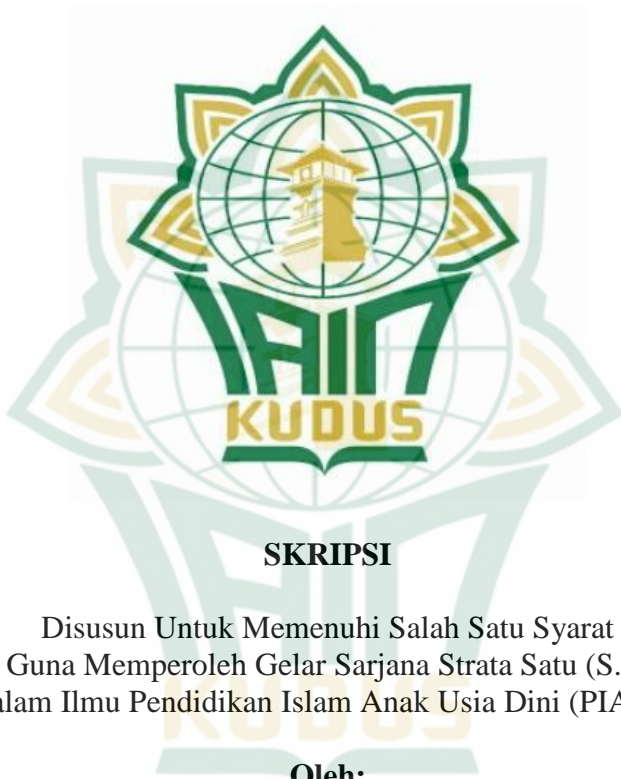 IAIN
KUDUS
SKRIPSI
Disusun Untuk Memenuhi Salah Satu Syarat
Guna Memperoleh Gelar Sarjana Strata Satu (S.
Ilmu Pendidikan Islam Anak Usia Dini
Oleh: